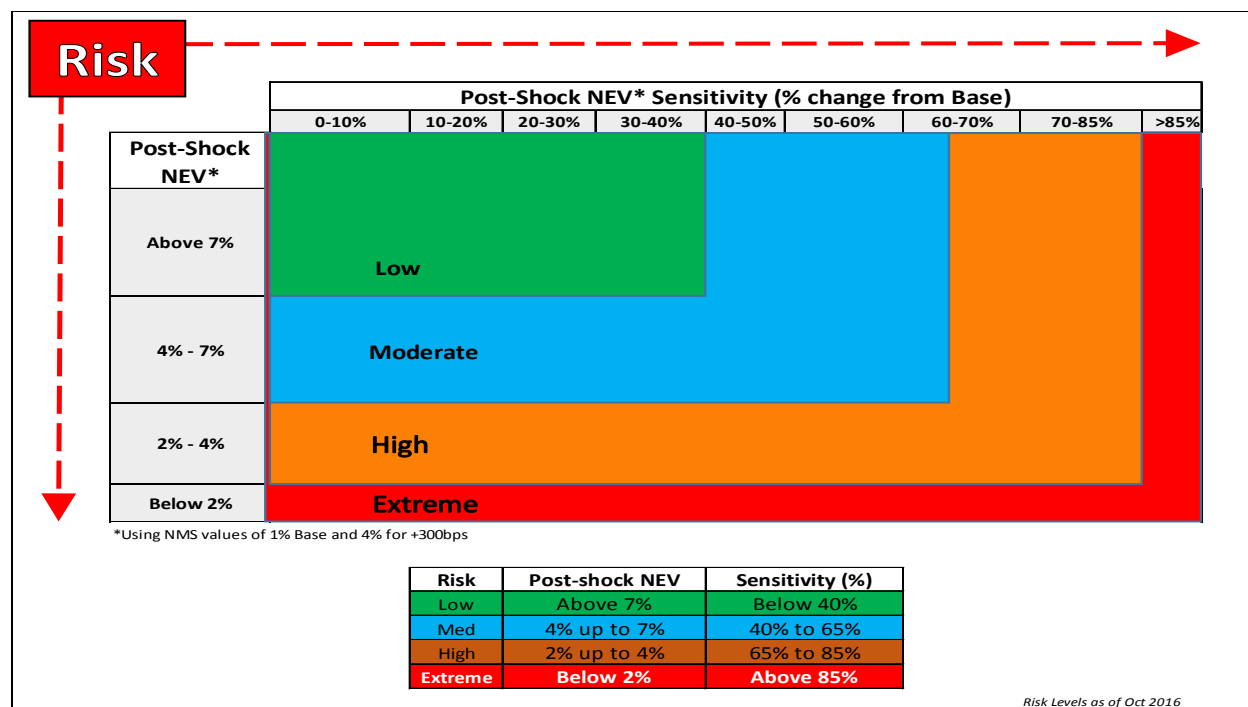 Risk
Post-Shock NEV* Sensitivity (% change from Base)
0-10% 10-20% 20-30% 30-40% 40-50% 50-60% 60-70% 70-85% >85%
Post-Shock
NEV*
Above 7%
Low
4% - 7%
Moderate
2% - 4%
High
Below 2%
Extreme
*Using NMS values of 1% Base and 4% for +300bps
Risk Post-shock NEV Sensitivity (%)
Low Above 7% Below 40%
Med 4% up to 7% 40% to 65%
High 2% up to 4% 65% to 85%
Extreme Below 2% Above 85%
Risk Levels as of Oct 2016